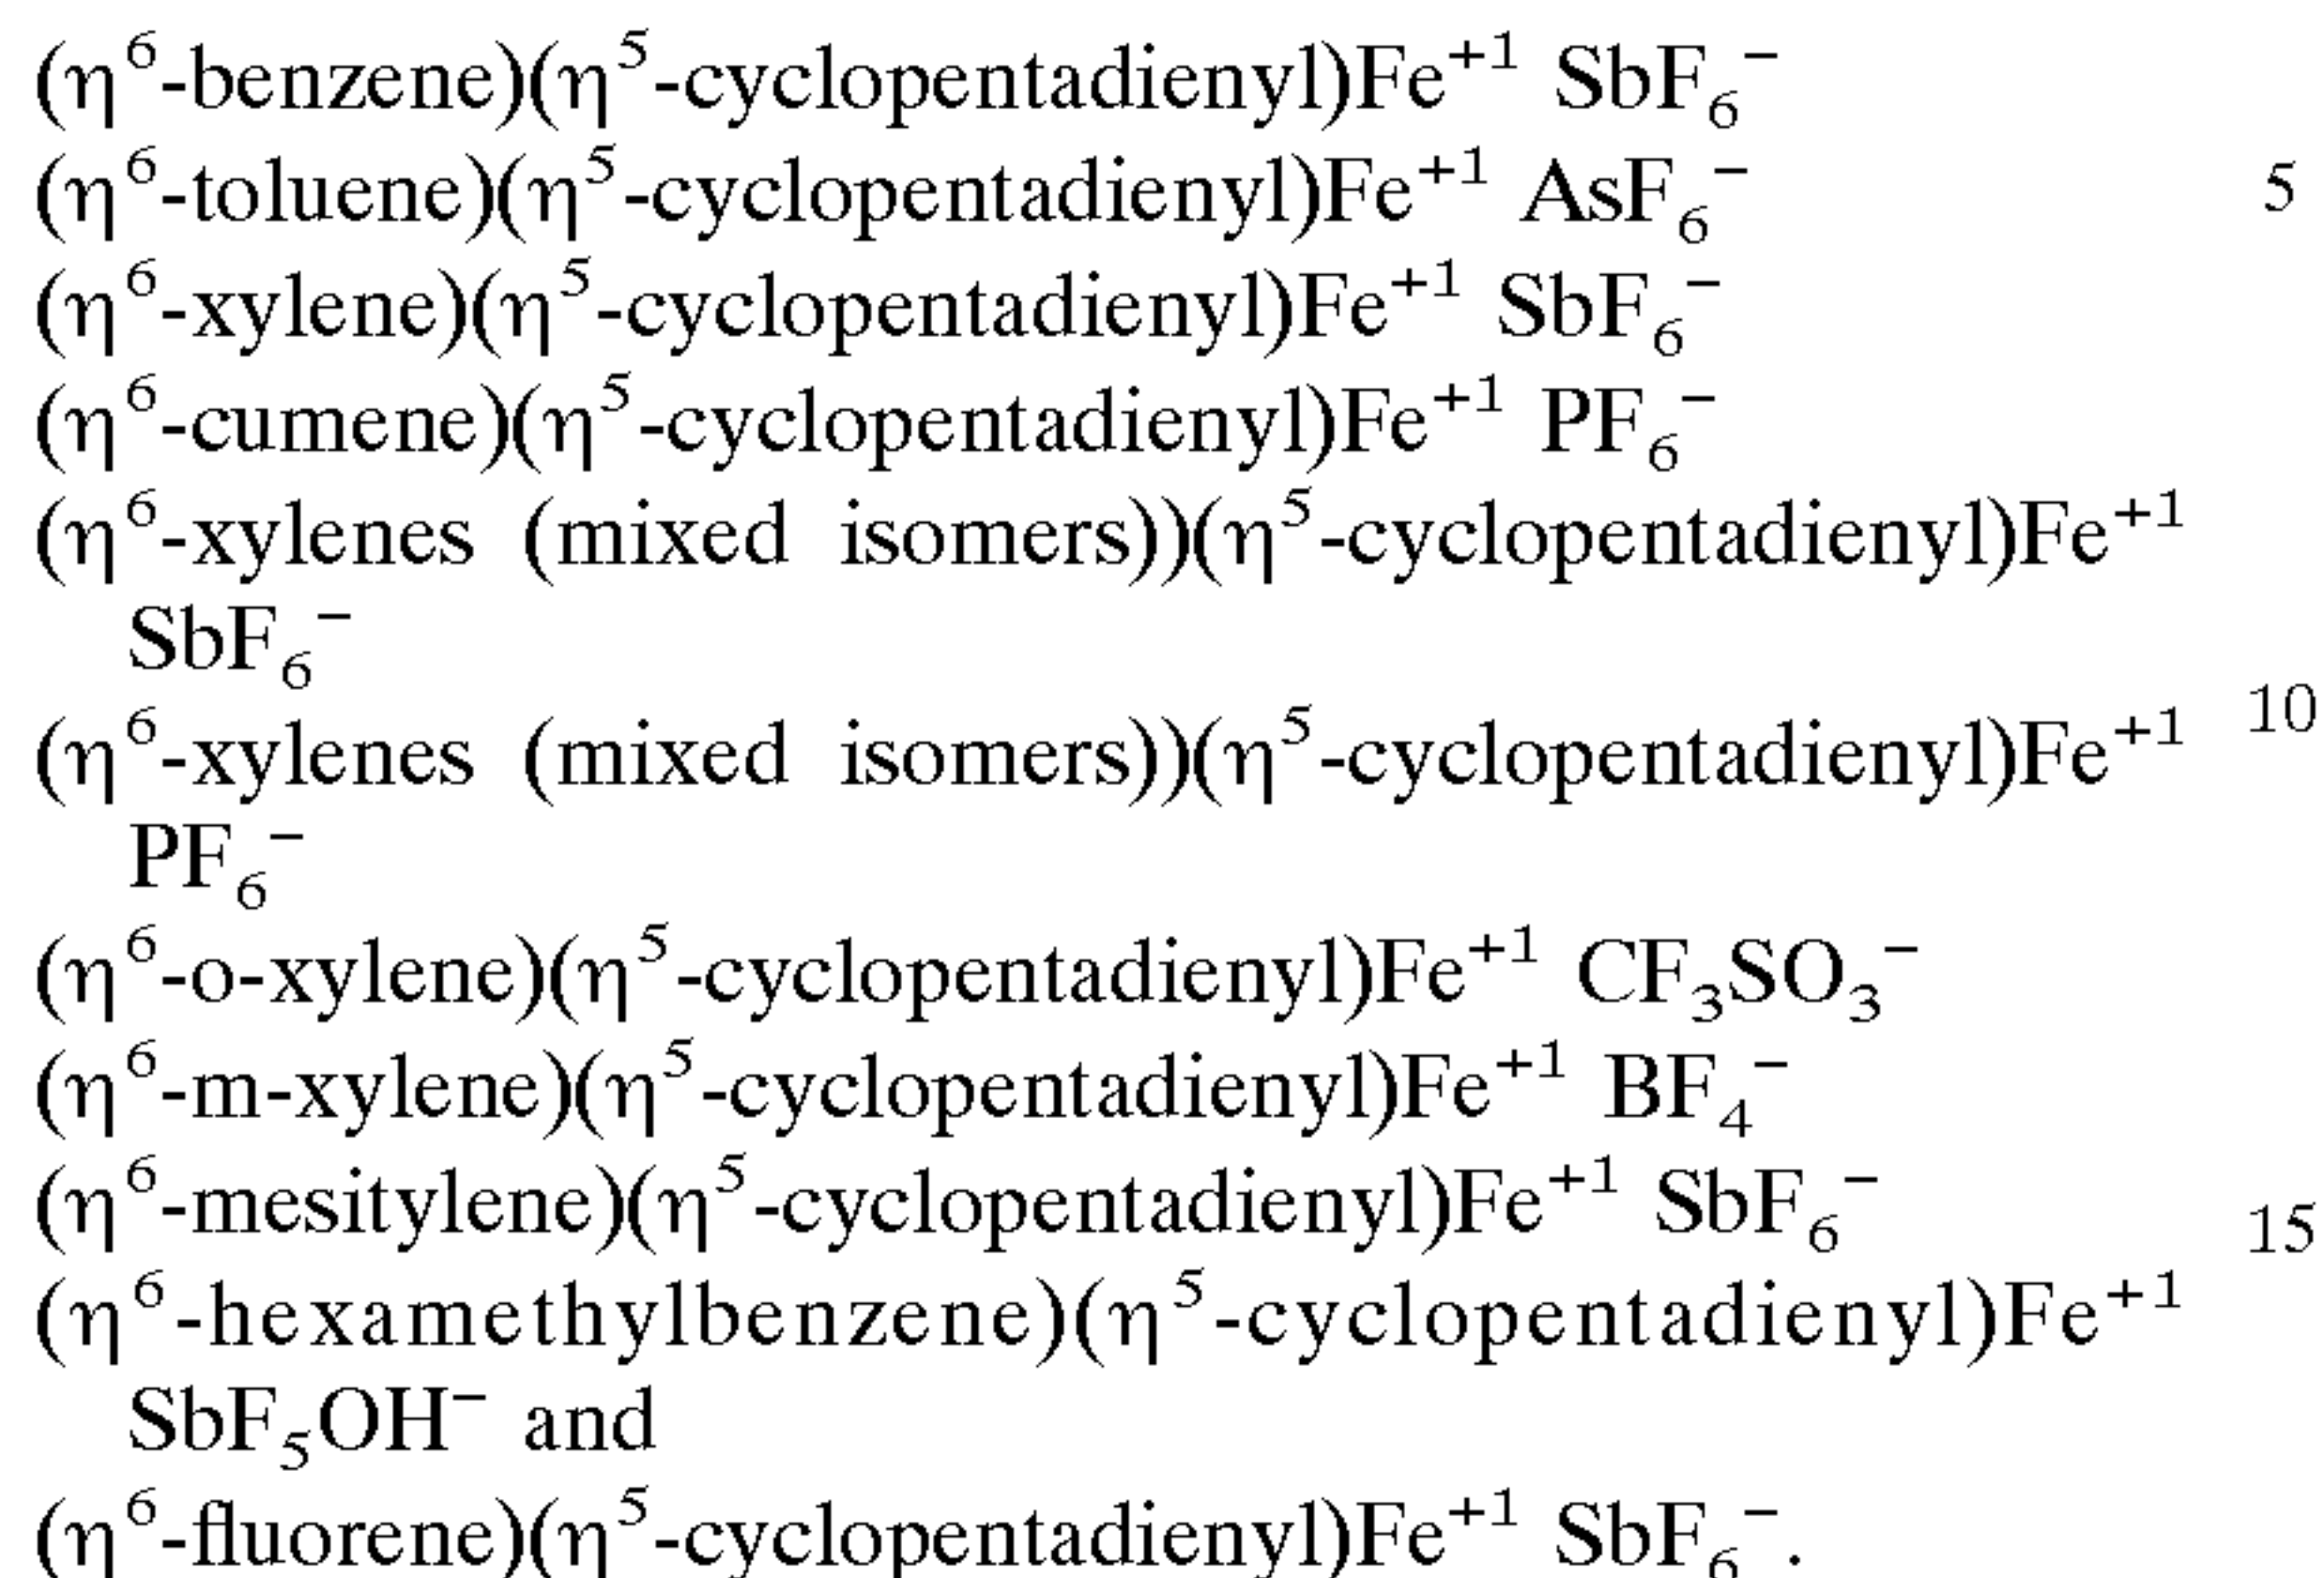 (η⁶-benzene)(η⁵-cyclopentadienyl)Fe⁺¹ SbF₆⁻
(η⁶-toluene)(η⁵-cyclopentadienyl)Fe⁺¹ AsF₆⁻ 5
(η⁶-xylene)(η⁵-cyclopentadienyl)Fe⁺¹ SbF₆⁻
(η⁶-cumene)(η⁵-cyclopentadienyl)Fe⁺¹ PF₆⁻
(η⁶-xylenes (mixed isomers))(η⁵-cyclopentadienyl)Fe⁺¹
SbF₆⁻
(η⁶-xylenes (mixed isomers))(η⁵-cyclopentadienyl)Fe⁺¹ 10
PF₆⁻
(η⁶-o-xylene)(η⁵-cyclopentadienyl)Fe⁺¹ CF₃SO₃⁻
(η⁶-m-xylene)(η⁵-cyclopentadienyl)Fe⁺¹ BF₄⁻
(η⁶-mesitylene)(η⁵-cyclopentadienyl)Fe⁺¹ SbF₆⁻ 15
(η⁶-hexamethylbenzene)(η⁵-cyclopentadienyl)Fe⁺¹
SbF₅OH⁻ and
(η⁶-fluorene)(η⁵-cyclopentadienyl)Fe⁺¹ SbF₆⁻.